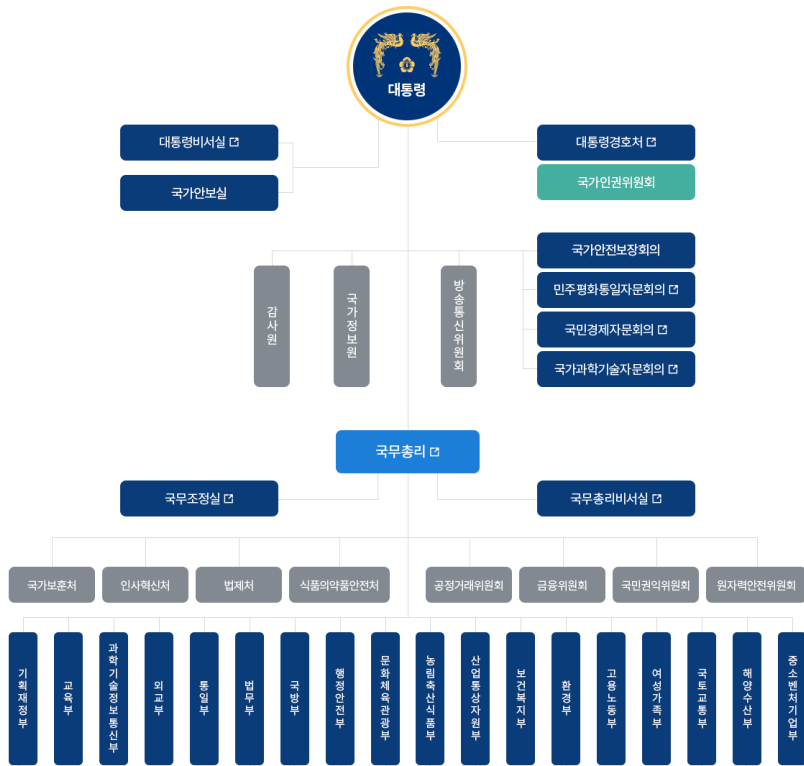 대통령
대통령비서실
대통령경호처
국가안보실
국가인권위원회
국가안전보장회의
감사원
국가정보원
방송통신위원회
민주평화통일자문회의
국민경제자문회의
국가과학기술자문회의
국무총리
국무조정실
국무총리비서실
국가보훈처
인사혁신처
법제처
식품의약품안전처
공정거래위원회
금융위원회
국민권익위원회
원자력안전위원회
기획재정부
교육부
과학기술정보통신부
외교부
통일부
법무부
국방부
행정안전부
문화체육관광부
농림축산식품부
산업통상자원부
보건복지부
환경부
고용노동부
여성가족부
국토교통부
해양수산부
중소벤처기업부